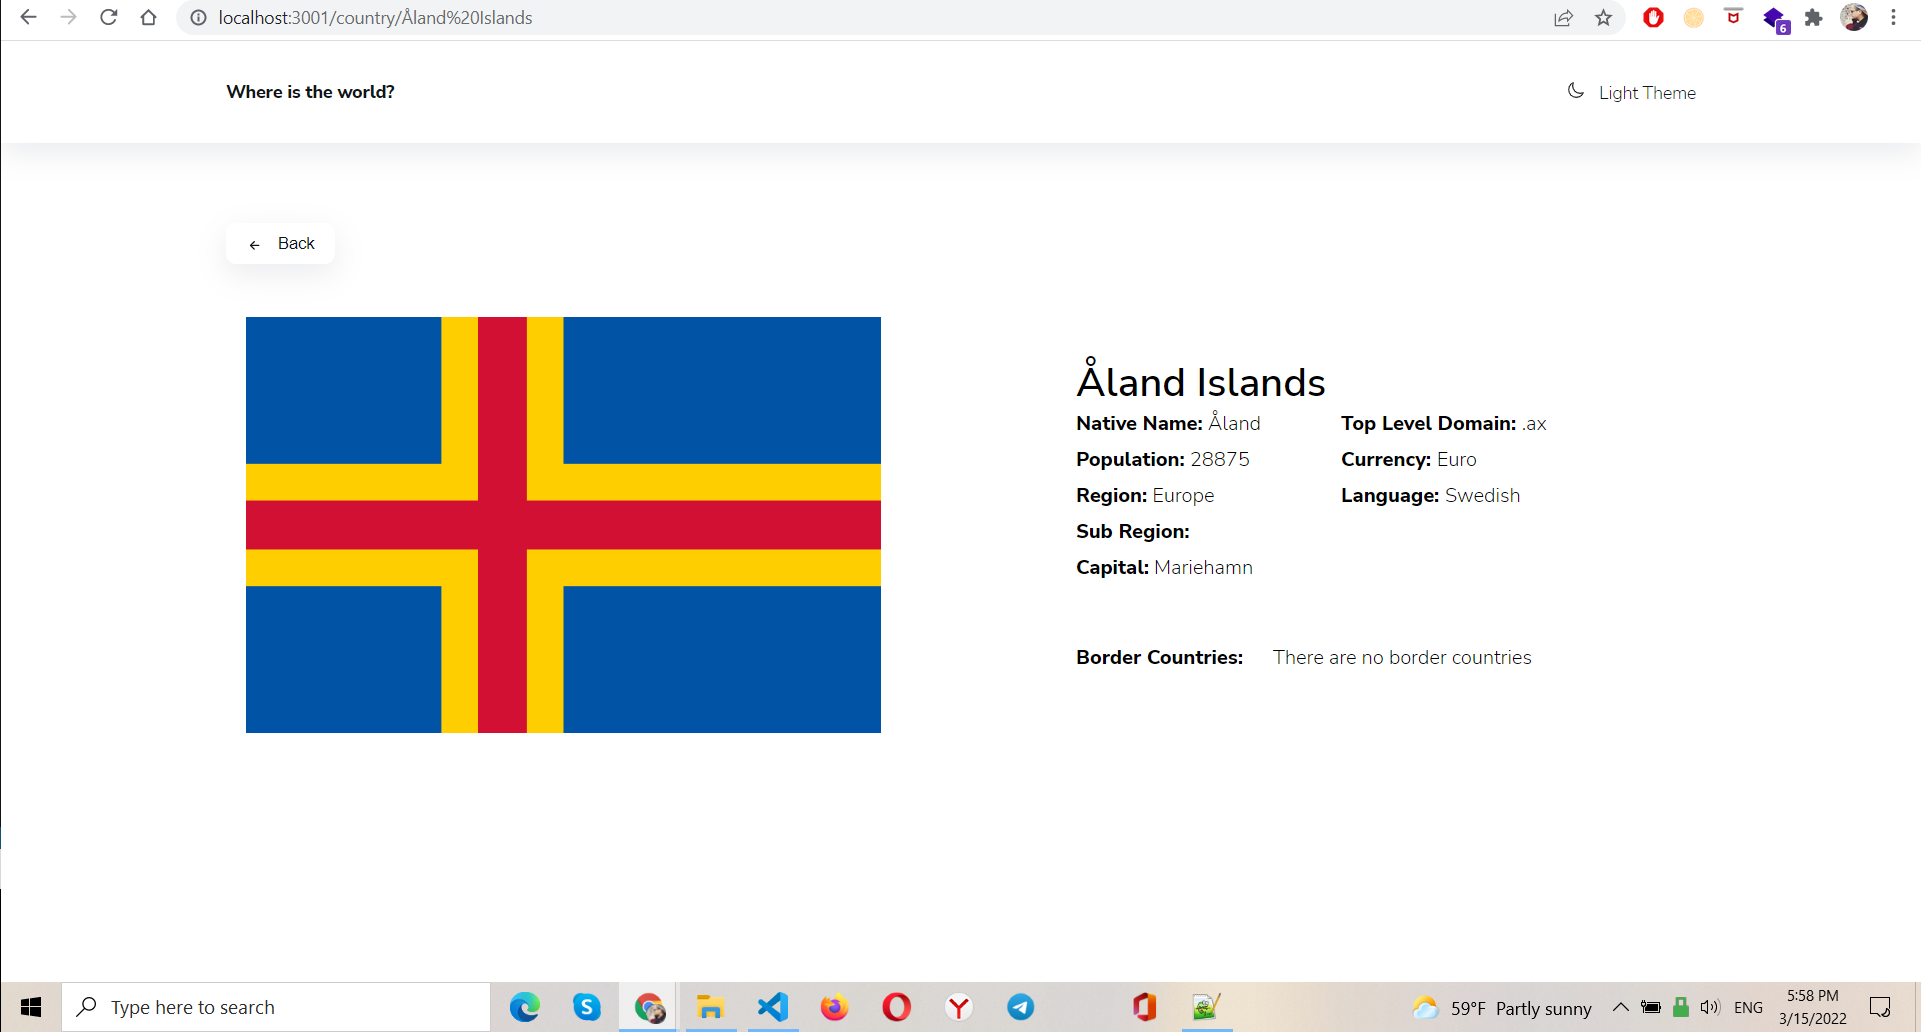 localhost:3001/country/Åland%20Islands
6
Where is the world?
Light Theme
Back
Åland Islands
Native Name: Åland
Population: 28875
Region: Europe
Sub Region:
Capital: Mariehamn
Top Level Domain: .ax
Currency: Euro
Language: Swedish
Border Countries: There are no border countries
Type here to search
59°F Partly sunny
ENG
5:58 PM
3/15/2022